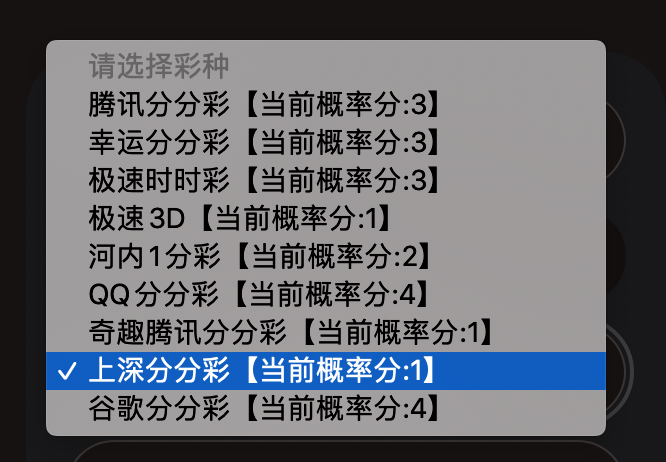 请选择彩种
腾讯分分彩【当前概率分:3】
幸运分分彩【当前概率分:3】
极速时时彩【当前概率分:3】
极速3D【当前概率分:1】
河内1分彩【当前概率分:2】
QQ分分彩【当前概率分:4】
奇趣腾讯分分彩【当前概率分:1】
✓ 上深分分彩【当前概率分:1】
谷歌分分彩【当前概率分:4】